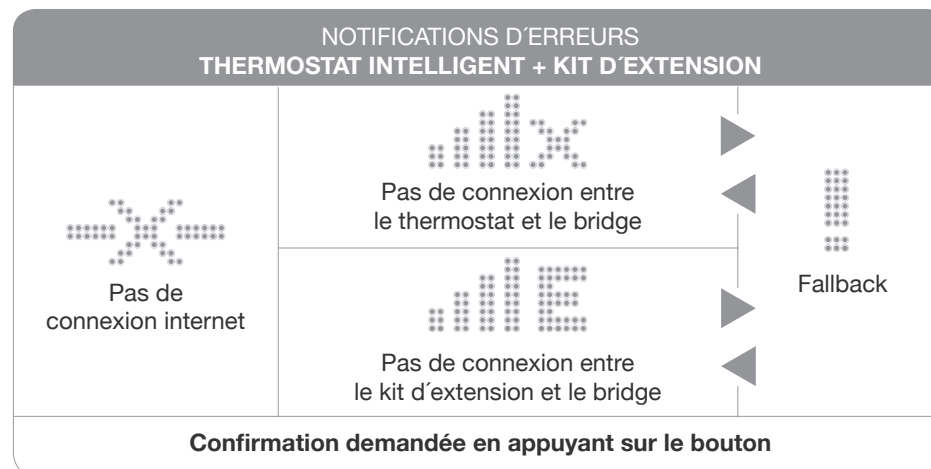 NOTIFICATIONS D´ERREURS
THERMOSTAT INTELLIGENT + KIT D´EXTENSION
Pas de
connexion internet
Pas de connexion entre
le thermostat et le bridge
E
Pas de connexion entre
le kit d´extension et le bridge
!
Fallback
Confirmation demandée en appuyant sur le bouton